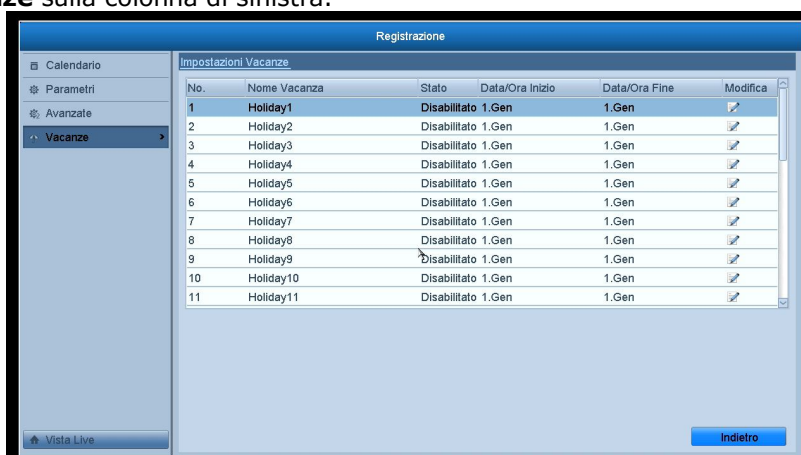 ze sulla colonna di sinistra.
Registrazione
Calendario
Parametri
Avanzate
Vacanze
Impostazioni Vacanze
No. Nome Vacanza Stato Data/Ora Inizio Data/Ora Fine Modifica
1 Holiday1 Disabilitato 1.Gen 1.Gen
2 Holiday2 Disabilitato 1.Gen 1.Gen
3 Holiday3 Disabilitato 1.Gen 1.Gen
4 Holiday4 Disabilitato 1.Gen 1.Gen
5 Holiday5 Disabilitato 1.Gen 1.Gen
6 Holiday6 Disabilitato 1.Gen 1.Gen
7 Holiday7 Disabilitato 1.Gen 1.Gen
8 Holiday8 Disabilitato 1.Gen 1.Gen
9 Holiday9 Disabilitato 1.Gen 1.Gen
10 Holiday10 Disabilitato 1.Gen 1.Gen
11 Holiday11 Disabilitato 1.Gen 1.Gen
Vista Live
Indietro